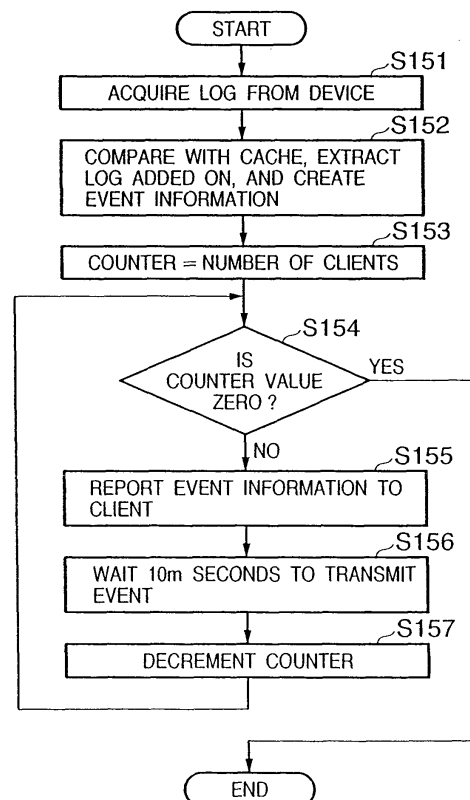 START
S151
ACQUIRE LOG FROM DEVICE
S152
COMPARE WITH CACHE, EXTRACT
LOG ADDED ON, AND CREATE
EVENT INFORMATION
S153
COUNTER = NUMBER OF CLIENTS
S154
IS
COUNTER VALUE
ZERO ?
YES
NO
S155
REPORT EVENT INFORMATION TO
CLIENT
S156
WAIT 10m SECONDS TO TRANSMIT
EVENT
S157
DECREMENT COUNTER
END